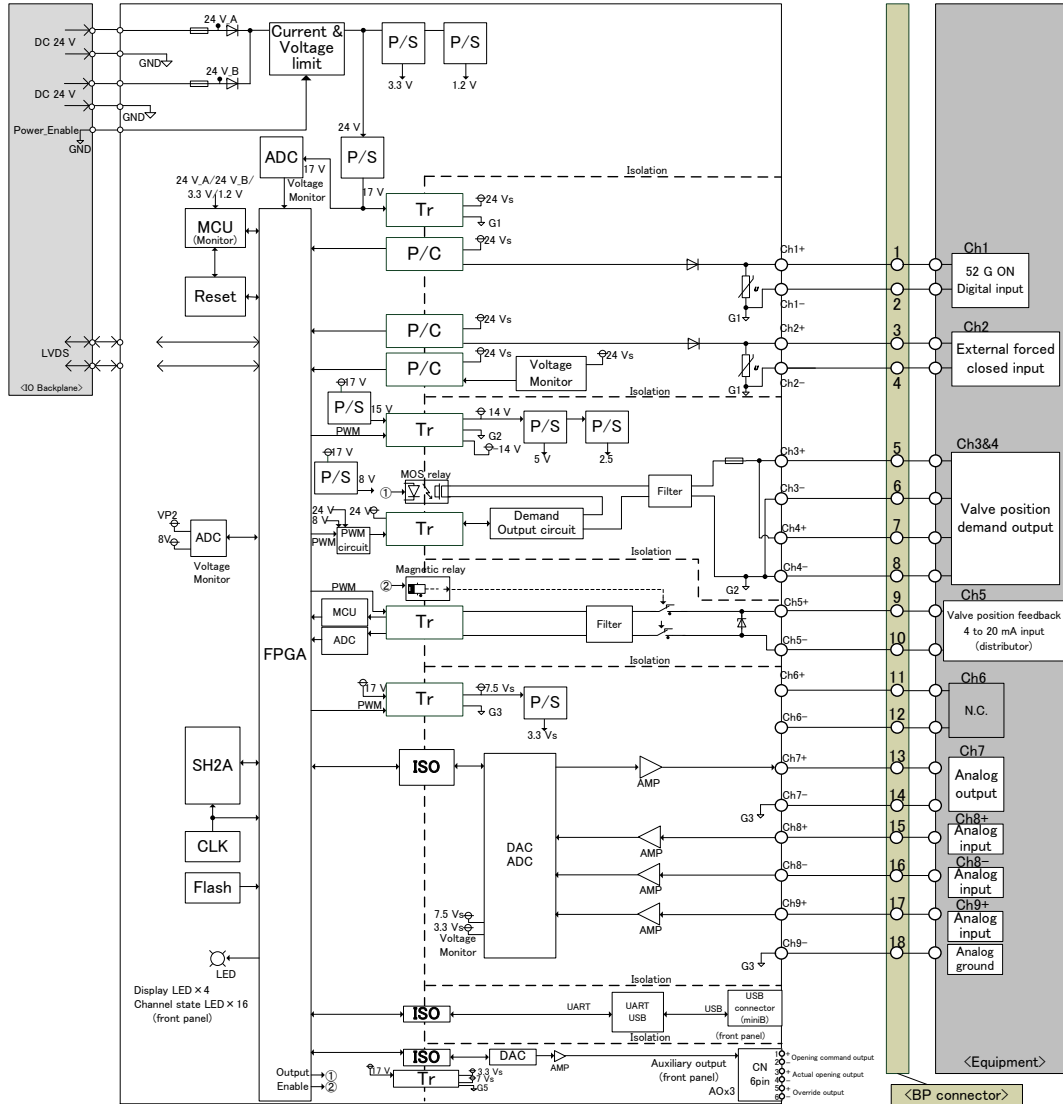 DC 24 V
24 V_A
Current &
Voltage
limit
P/S
P/S
GND
3.3 V
1.2 V
24 V_B
DC 24 V
GND
Power_Enable
GND
24 V
ADC
17 V
P/S
Voltage
Monitor
17 V
Isolation
24 V_A/24 V_B/
3.3 V/1.2 V
Tr
24 Vs
G1
MCU
(Monitor)
P/C
24 Vs
Reset
Ch1+
1
Ch1
52 G ON
Digital input
G1
Ch1-
2
LVDS
<IO Backplane>
P/C
24 Vs
Ch2+
3
Ch2
External forced
closed input
P/C
24 Vs
Voltage
Monitor
24 Vs
G1
Ch2-
4
Isolation
17 V
P/S
15 V
PWM
Tr
14 V
G2
-14 V
P/S
P/S
5 V
2.5
17 V
P/S
8 V
①
MOS relay
Filter
Ch3+
5
Ch3&4
Ch3-
6
Valve position
demand output
Ch4+
7
Ch4-
8
G2
24 V
8 V
24 V
PWM
PWM
circuit
Tr
Demand
Output circuit
VP2
8V
ADC
Voltage
Monitor
Isolation
②
Magnetic relay
PWM
MCU
ADC
Tr
Filter
Ch5+
9
Ch5
Valve position feedback
4 to 20 mA input
(distributor)
Ch5-
10
FPGA
Isolation
17 V
PWM
Tr
7.5 Vs
G3
P/S
3.3 Vs
Ch6+
11
Ch6
N.C.
Ch6-
12
SH2A
ISO
DAC
ADC
AMP
Ch7+
13
Ch7
Analog
output
G3
Ch7-
14
CLK
AMP
Ch8+
15
Ch8+
Analog
input
Flash
AMP
16
Ch8-
Ch8-
Analog
input
7.5 Vs
3.3 Vs
Voltage
Monitor
AMP
Ch9+
17
Ch9+
Analog
input
G3
Ch9-
18
Analog
ground
LED
Display LED×4
Channel state LED×16
(front panel)
Isolation
ISO
UART
UART
USB
USB
USB
connector
(miniB)
(front panel)
Isolation
ISO
DAC
AMP
Auxiliary output
(front panel)
AOx3
CN
6pin
1 +
2 -
Opening command output
3 +
4 -
Actual opening output
5 +
6 -
Override output
Output ①
Enable ②
17 V
Tr
3.3 Vs
7 Vs
G5
<Equipment>
<BP connector>